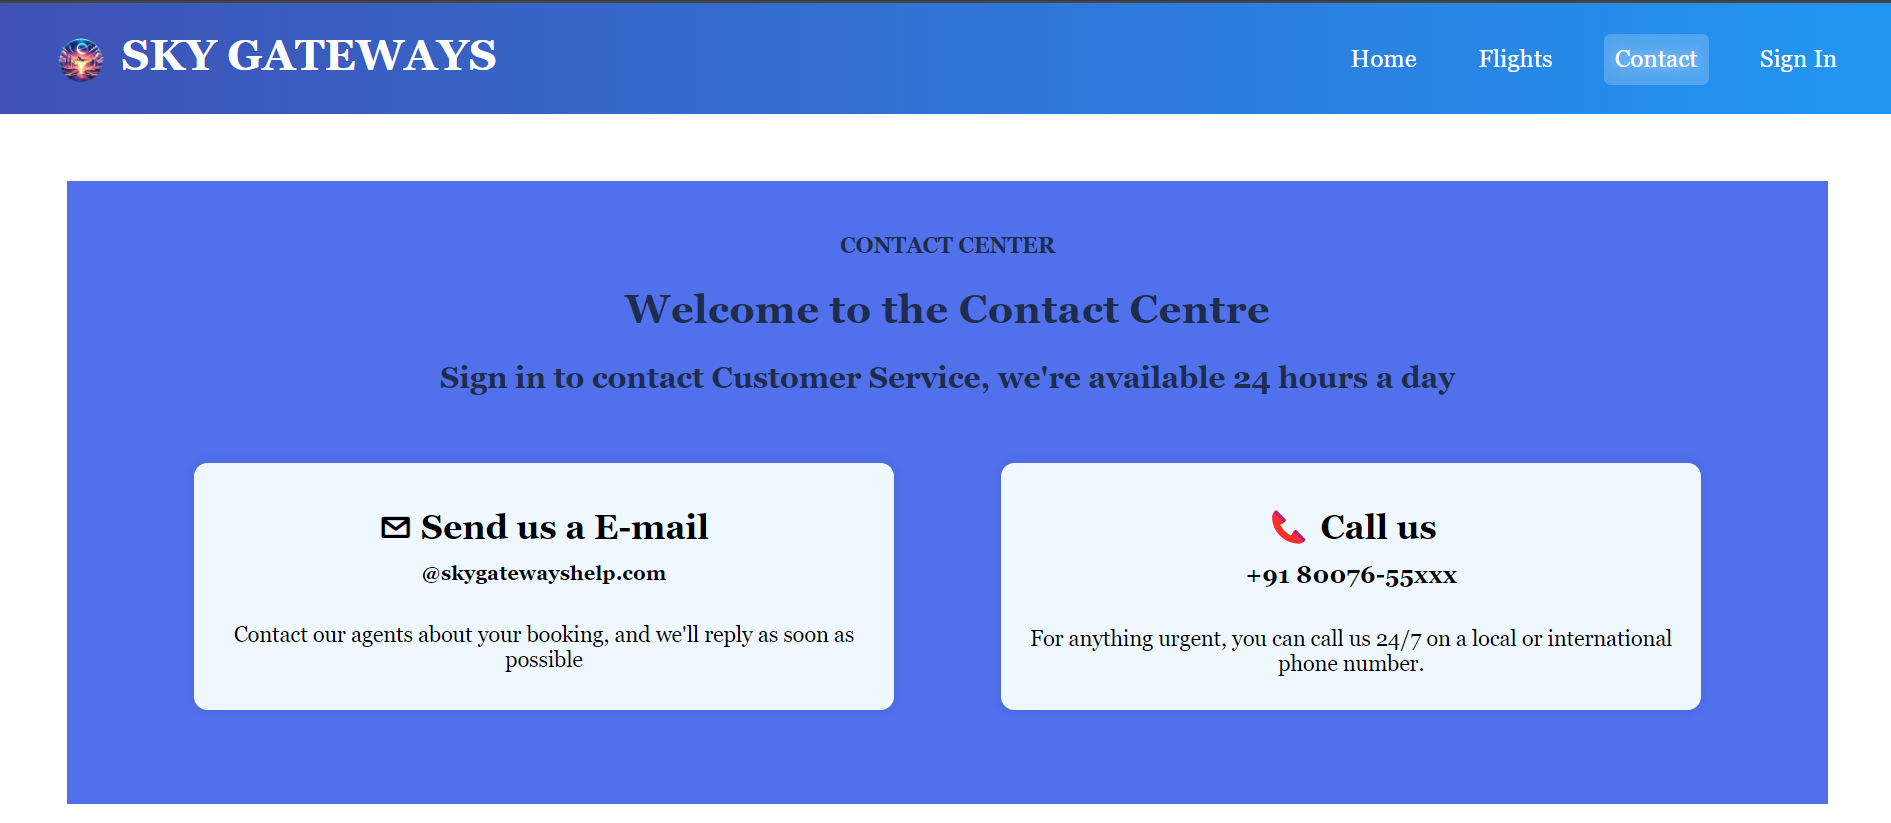 SKY GATEWAYS
Home
Flights
Contact
Sign In
CONTACT CENTER
Welcome to the Contact Centre
Sign in to contact Customer Service, we're available 24 hours a day
Send us a E-mail
@skygatewayshelp.com
Contact our agents about your booking, and we'll reply as soon as
possible
Call us
+91 80076-55xxx
For anything urgent, you can call us 24/7 on a local or international
phone number.